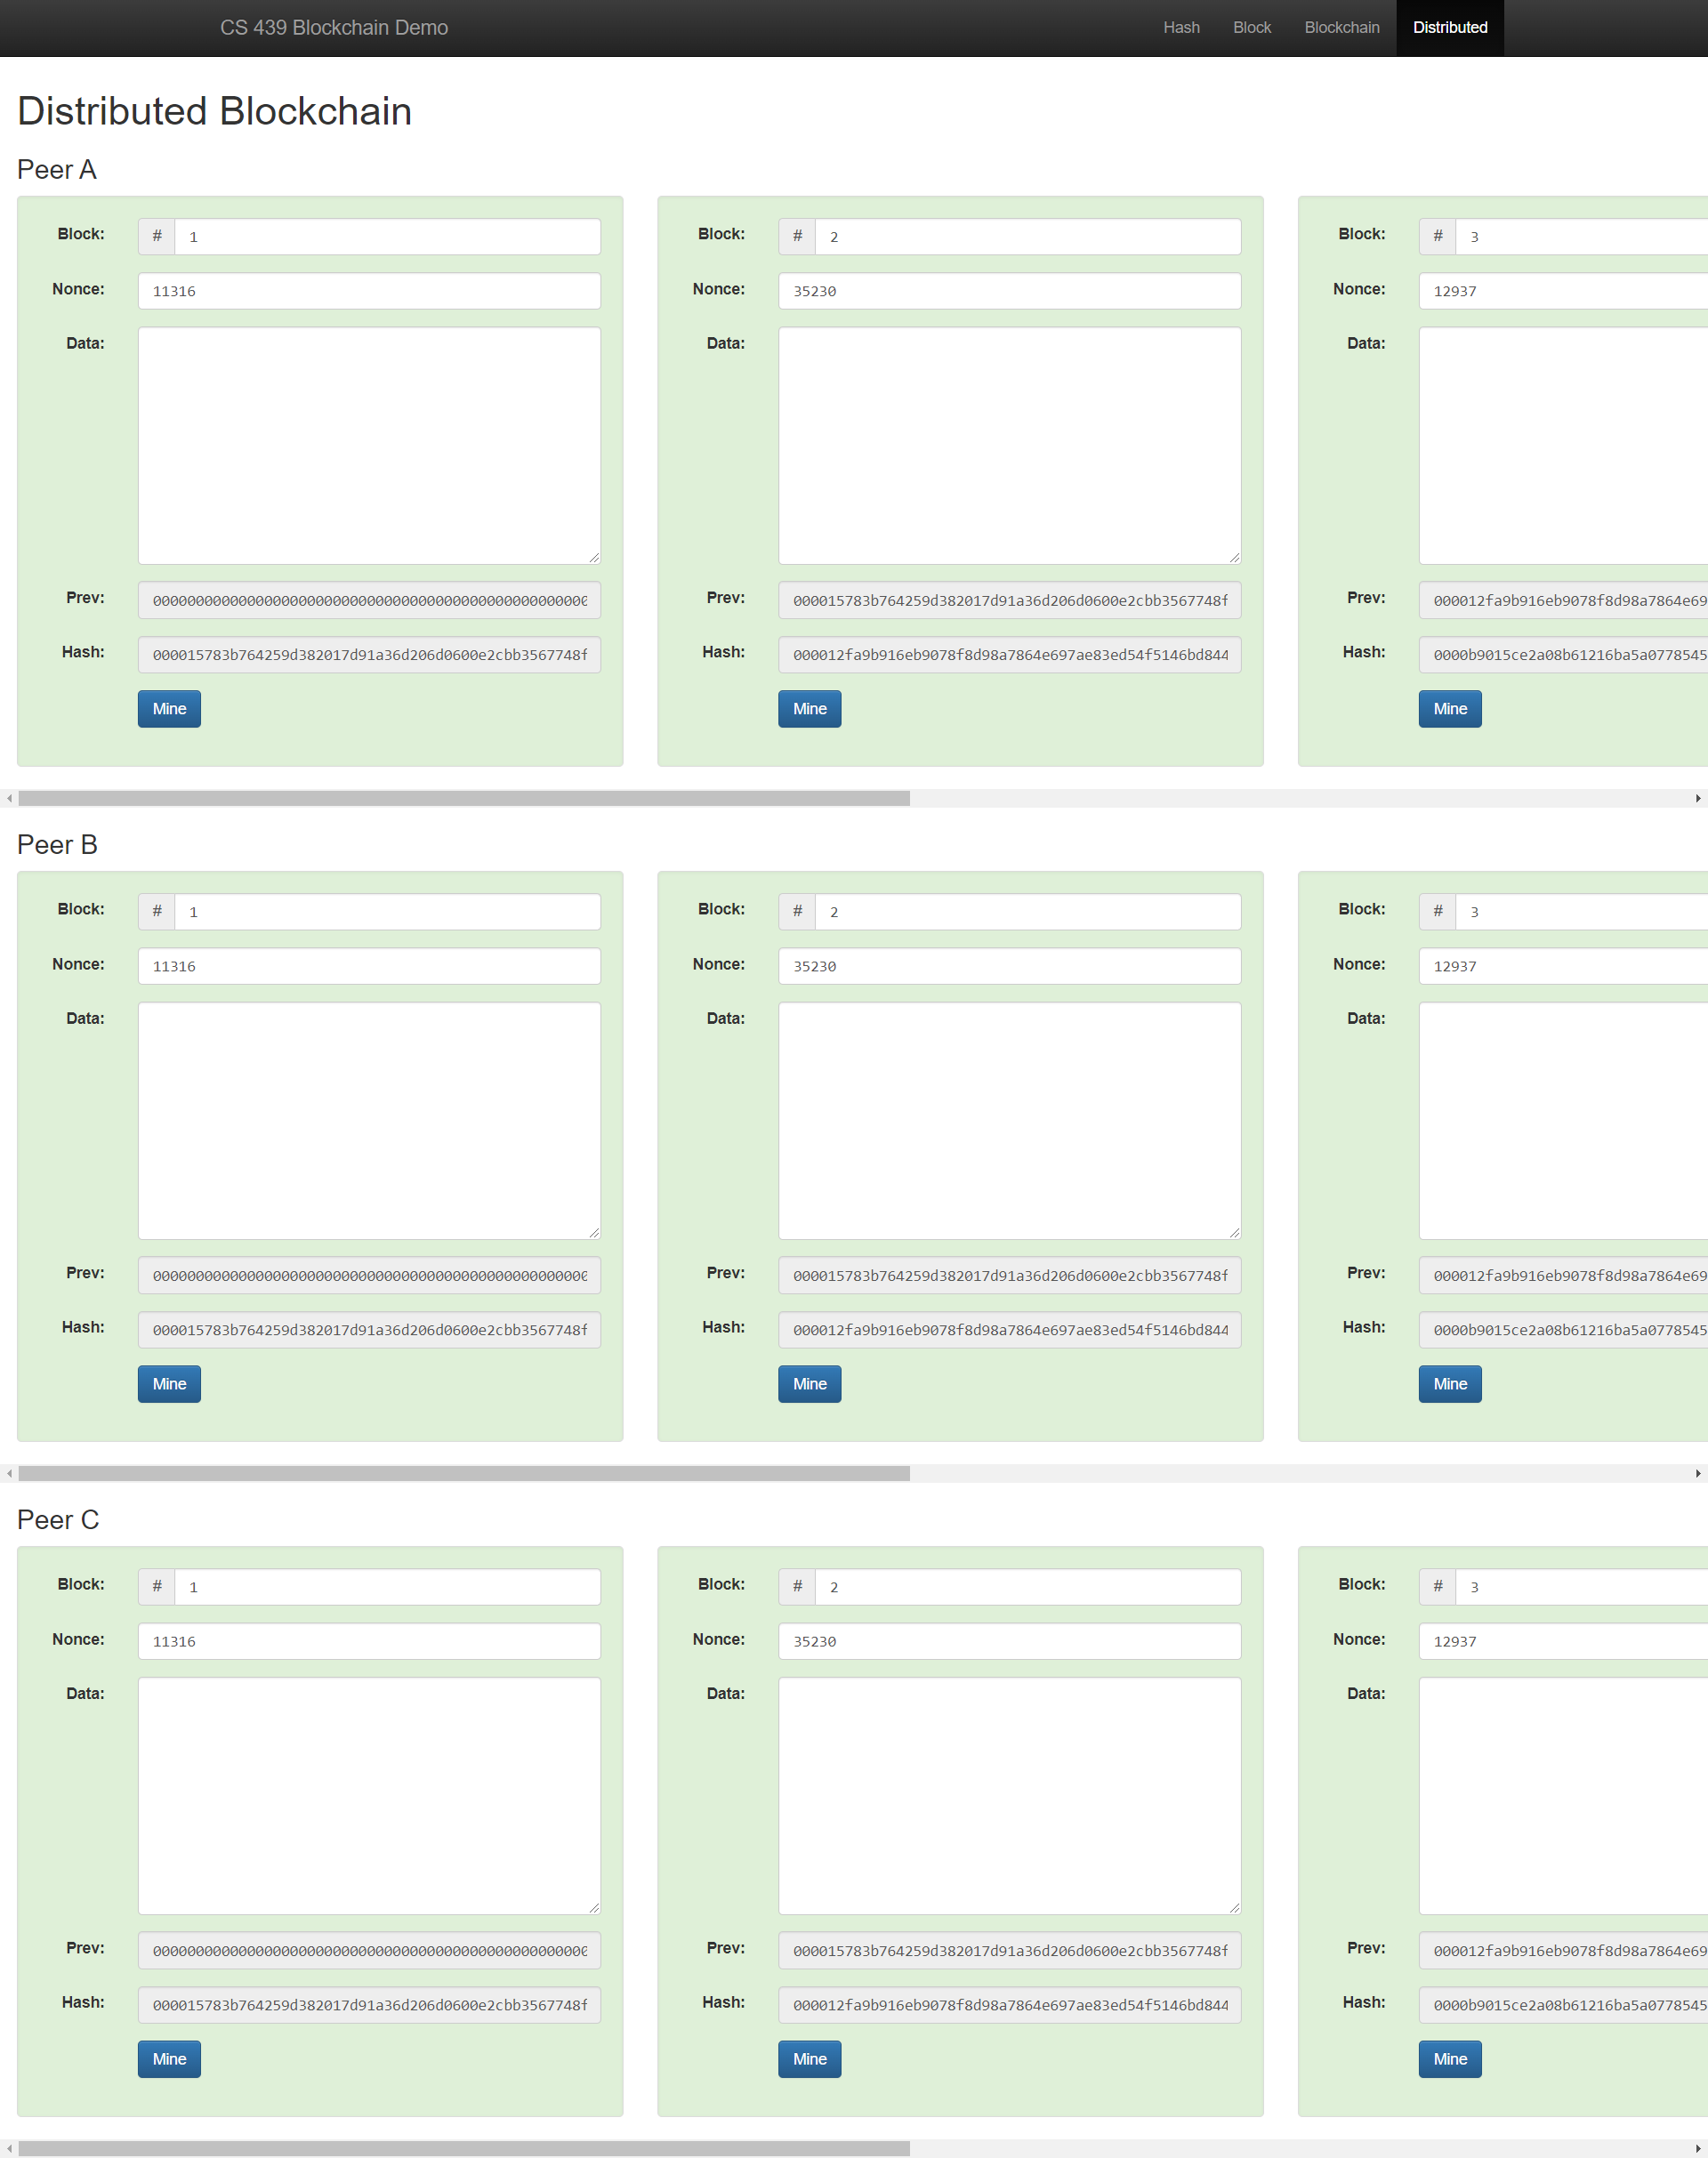 CS 439 Blockchain Demo Hash Block Blockchain Distributed
Distributed Blockchain
Peer A
Block: # 1 Block: # 2 Block: # 3
Nonce: 11316 Nonce: 35230 Nonce: 12937
Data: Data: Data:
Prev: 000000000000000000000000000000000000000000000000000 Prev: 000015783b764259d382017d91a36d206d0600e2cbb3567748f Prev: 000012fa9b916eb9078f8d98a7864e69
Hash: 000015783b764259d382017d91a36d206d0600e2cbb3567748f Hash: 000012fa9b916eb9078f8d98a7864e697ae83ed54f5146bd844 Hash: 0000b9015ce2a08b61216ba5a0778545
Mine Mine Mine
Peer B
Block: # 1 Block: # 2 Block: # 3
Nonce: 11316 Nonce: 35230 Nonce: 12937
Data: Data: Data:
Prev: 000000000000000000000000000000000000000000000000000 Prev: 000015783b764259d382017d91a36d206d0600e2cbb3567748f Prev: 000012fa9b916eb9078f8d98a7864e69
Hash: 000015783b764259d382017d91a36d206d0600e2cbb3567748f Hash: 000012fa9b916eb9078f8d98a7864e697ae83ed54f5146bd844 Hash: 0000b9015ce2a08b61216ba5a0778545
Mine Mine Mine
Peer C
Block: # 1 Block: # 2 Block: # 3
Nonce: 11316 Nonce: 35230 Nonce: 12937
Data: Data: Data:
Prev: 000000000000000000000000000000000000000000000000000 Prev: 000015783b764259d382017d91a36d206d0600e2cbb3567748f Prev: 000012fa9b916eb9078f8d98a7864e69
Hash: 000015783b764259d382017d91a36d206d0600e2cbb3567748f Hash: 000012fa9b916eb9078f8d98a7864e697ae83ed54f5146bd844 Hash: 0000b9015ce2a08b61216ba5a0778545
Mine Mine Mine